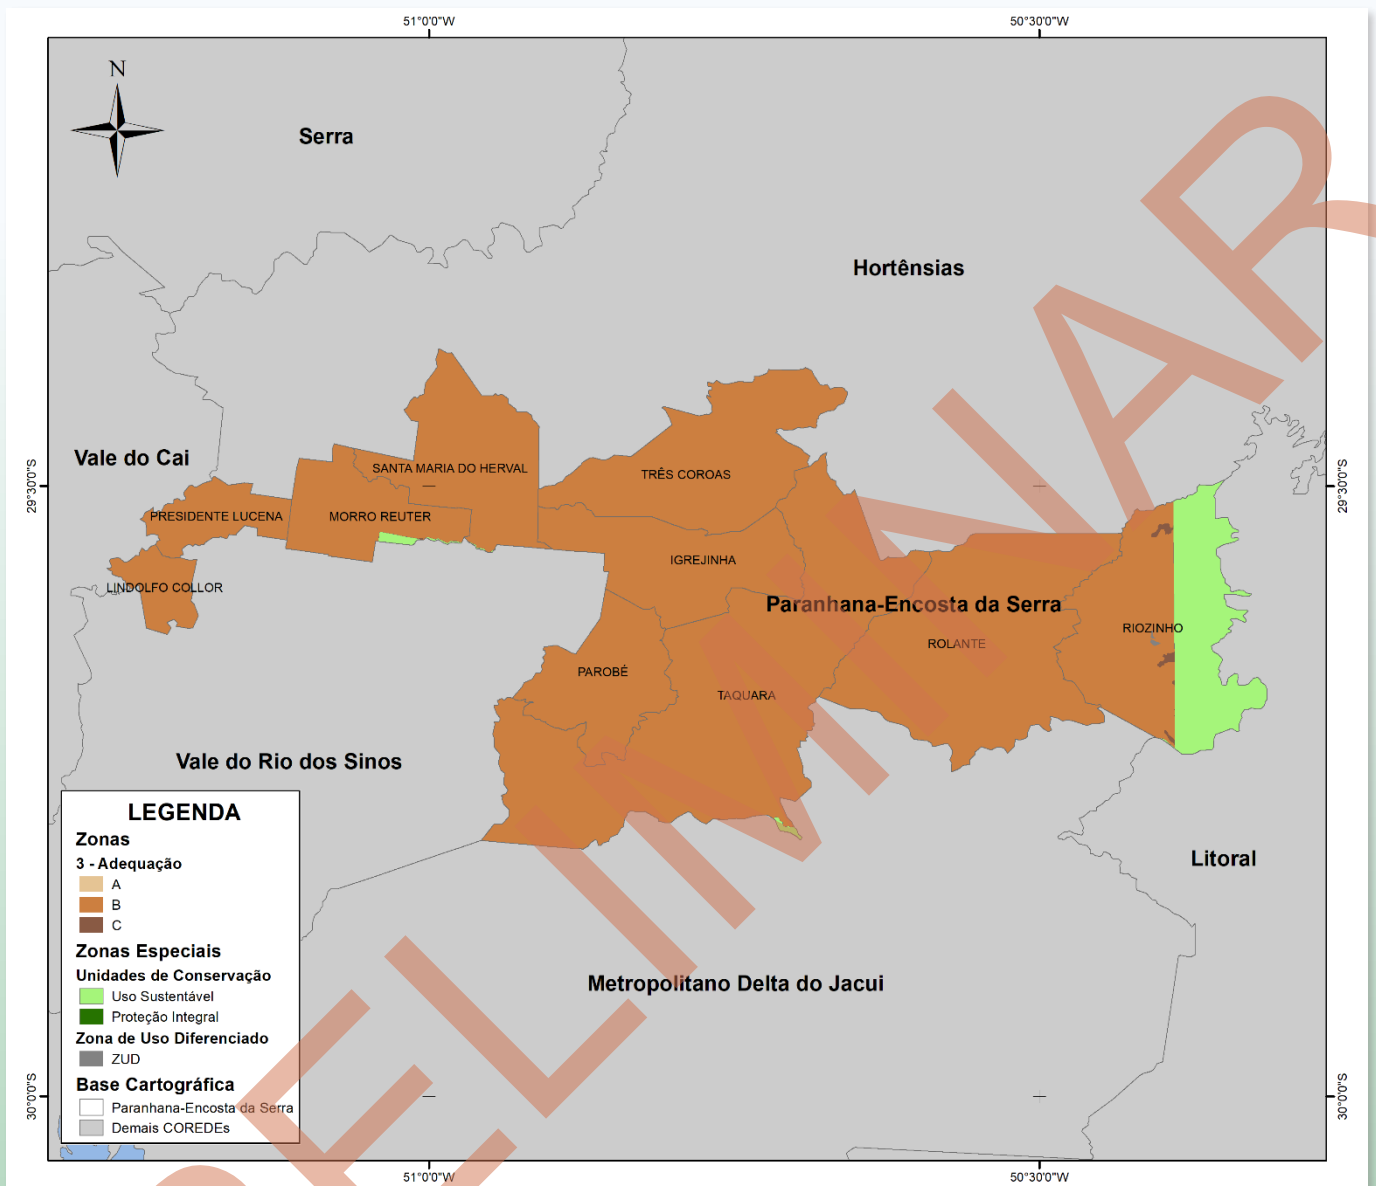 51°0'0"W
50°30'0"W
N
Serra
Hortênsias
Vale do Cai
SANTA MARIA DO HERVAL
TRÊS COROAS
29°30'0"S
29°30'0"S
PRESIDENTE LUCENA
MORRO REUTER
IGREJINHA
LINDOLFO COLLOR
Paranhana-Encosta da Serra
RIOZINHO
ROLANTE
PAROBÉ
TAQUARA
Vale do Rio dos Sinos
LEGENDA
Zonas
3 - Adequação
A
B
C
Zonas Especiais
Unidades de Conservação
Uso Sustentável
Proteção Integral
Zona de Uso Diferenciado
ZUD
Base Cartográfica
Paranhana-Encosta da Serra
Demais COREDEs
Litoral
Metropolitano Delta do Jacui
30°0'0"S
30°0'0"S
51°0'0"W
50°30'0"W
PRELIMINAR